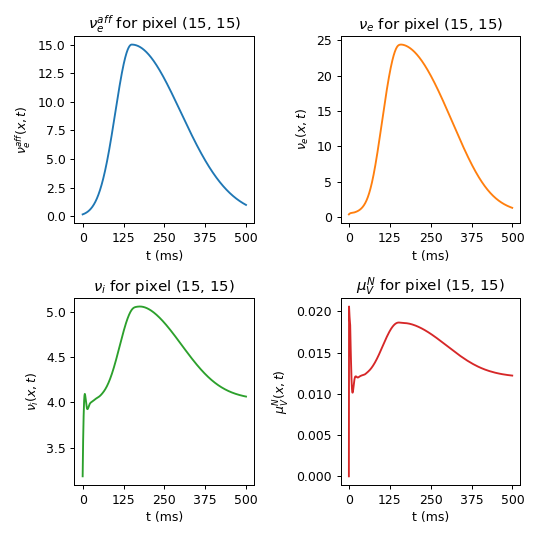 ν_e^{aff} for pixel (15, 15)
ν_e for pixel (15, 15)
15.0
12.5
10.0
7.5
5.0
2.5
0.0
ν_e^{aff}(x, t)
0 125 250 375 500
t (ms)
25
20
15
10
5
0
ν_e(x, t)
0 125 250 375 500
t (ms)
ν_i for pixel (15, 15)
μ_V^N for pixel (15, 15)
5.0
4.5
4.0
3.5
ν_i(x, t)
0 125 250 375 500
t (ms)
0.020
0.015
0.010
0.005
0.000
μ_V^N(x, t)
0 125 250 375 500
t (ms)